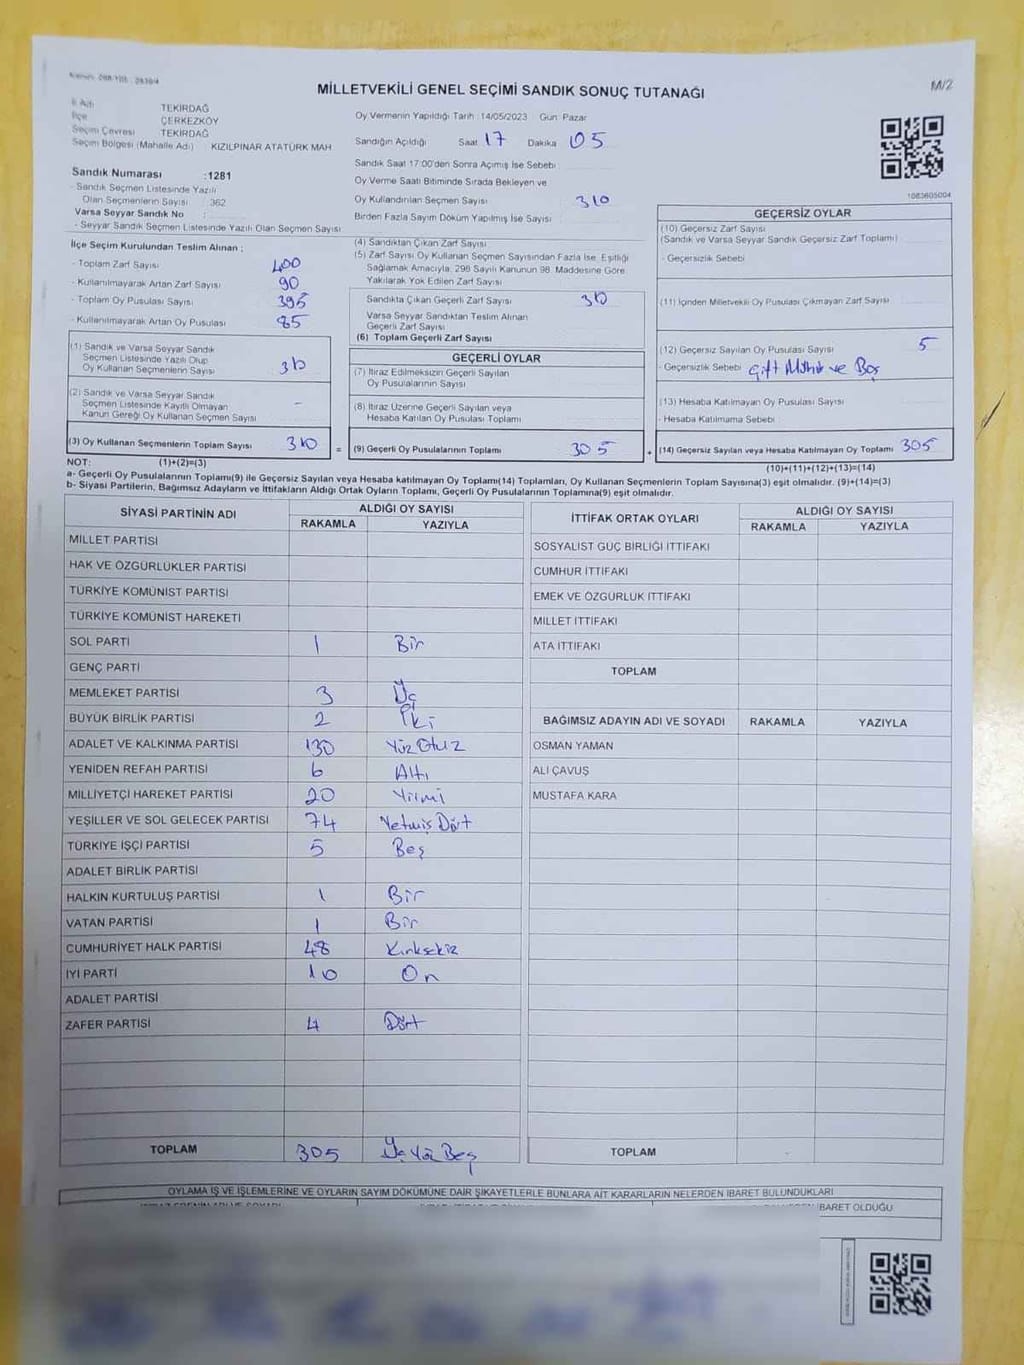 MİLLETVEKİLİ GENEL SEÇİMİ SANDIK SONUÇ TUTANAĞI
M/2
İl Adı TEKİRDAĞ
İlçe ÇERKEZKÖY
Seçim Çevresi TEKİRDAĞ
Seçim Bölgesi (Mahalle Adı) KIZILPINAR ATATÜRK MAH
Oy Vermenin Yapıldığı Tarih 14/05/2023 Gün: Pazar
Sandığın Açıldığı Saat 17 Dakika 05
Sandık Saat 17:00'den Sonra Açımış İse Sebebi
Oy Verme Saati Bitiminde Sırada Bekleyen ve
Oy Kullandırılan Seçmen Sayısı 310
Birden Fazla Sayım Döküm Yapılmış İse Sayısı
1083605004
Sandık Numarası :1281
- Sandık Seçmen Listesinde Yazılı
Olan Seçmenlerin Sayısı : 362
Varsa Seyyar Sandık No :
- Seyyar Sandık Seçmen Listesinde Yazılı Olan Seçmen Sayısı
İlçe Seçim Kurulundan Teslim Alınan ;
- Toplam Zarf Sayısı 400
- Kullanılmayarak Artan Zarf Sayısı 90
- Toplam Oy Pusulası Sayısı 395
- Kullanılmayarak Artan Oy Pusulası 85
(1) Sandık ve Varsa Seyyar Sandık
Seçmen Listesinde Yazılı Olup
Oy Kullanan Seçmenlerin Sayısı 310
(2) Sandık ve Varsa Seyyar Sandık
Seçmen Listesinde Kayıtlı Olmayan
Kanun Gereği Oy Kullanan Seçmen Sayısı -
(3) Oy Kullanan Seçmenlerin Toplam Sayısı 310 =
(4) Sandıktan Çıkan Zarf Sayısı
(5) Zarf Sayısı Oy Kullanan Seçmen Sayısından Fazla İse, Eşitliği
Sağlamak Amacıyla, 298 Sayılı Kanunun 98. Maddesine Göre
Yakılarak Yok Edilen Zarf Sayısı
Sandıkta Çıkan Geçerli Zarf Sayısı 310
Varsa Seyyar Sandıktan Teslim Alınan
Geçerli Zarf Sayısı
(6) Toplam Geçerli Zarf Sayısı
GEÇERLİ OYLAR
(7) İtiraz Edilmeksizin Geçerli Sayılan
Oy Pusulalarının Sayısı
(8) İtiraz Üzerine Geçerli Sayılan veya
Hesaba Katılan Oy Pusulası Toplamı
(9) Geçerli Oy Pusulalarının Toplamı 305 +
GEÇERSİZ OYLAR
(10) Geçersiz Zarf Sayısı
(Sandık ve Varsa Seyyar Sandık Geçersiz Zarf Toplamı)
- Geçersizlik Sebebi
(11) İçinden Milletvekili Oy Pusulası Çıkmayan Zarf Sayısı
(12) Geçersiz Sayılan Oy Pusulası Sayısı 5
- Geçersizlik Sebebi Çift Mühür ve Boş
(13) Hesaba Katılmayan Oy Pusulası Sayısı
- Hesaba Katılmama Sebebi
(14) Geçersiz Sayılan veya Hesaba Katılmayan Oy Toplamı 305
NOT: (1)+(2)=(3)
(10)+(11)+(12)+(13)=(14)
a- Geçerli Oy Pusulalarının Toplamı(9) ile Geçersiz Sayılan veya Hesaba katılmayan Oy Toplamı(14) Toplamları, Oy Kullanan Seçmenlerin Toplam Sayısına(3) eşit olmalıdır. (9)+(14)=(3)
b- Siyasi Partilerin, Bağımsız Adayların ve İttifakların Aldığı Ortak Oyların Toplamı, Geçerli Oy Pusulalarının Toplamına(9) eşit olmalıdır.
SİYASİ PARTİNİN ADI ALDIĞI OY SAYISI
RAKAMLA YAZIYLA
MİLLET PARTİSİ
HAK VE ÖZGÜRLÜKLER PARTİSİ
TÜRKİYE KOMÜNİST PARTİSİ
TÜRKİYE KOMÜNİST HAREKETİ
SOL PARTİ 1 Bir
GENÇ PARTİ
MEMLEKET PARTİSİ 3 Üç
BÜYÜK BİRLİK PARTİSİ 2 İki
ADALET VE KALKINMA PARTİSİ 130 Yüz Otuz
YENİDEN REFAH PARTİSİ 6 Altı
MİLLİYETÇİ HAREKET PARTİSİ 20 Yirmi
YEŞİLLER VE SOL GELECEK PARTİSİ 74 Yetmiş Dört
TÜRKİYE İŞÇİ PARTİSİ 5 Beş
ADALET BİRLİK PARTİSİ
HALKIN KURTULUŞ PARTİSİ 1 Bir
VATAN PARTİSİ 1 Bir
CUMHURİYET HALK PARTİSİ 48 Kırksekiz
İYİ PARTİ 10 On
ADALET PARTİSİ
ZAFER PARTİSİ 4 Dört
TOPLAM 305 Üç Yüz Beş
İTTİFAK ORTAK OYLARI ALDIĞI OY SAYISI
RAKAMLA YAZIYLA
SOSYALİST GÜÇ BİRLİĞİ İTTİFAKI
CUMHUR İTTİFAKI
EMEK VE ÖZGÜRLÜK İTTİFAKI
MİLLET İTTİFAKI
ATA İTTİFAKI
TOPLAM
BAĞIMSIZ ADAYIN ADI VE SOYADI RAKAMLA YAZIYLA
OSMAN YAMAN
ALİ ÇAVUŞ
MUSTAFA KARA
TOPLAM
OYLAMA İŞ VE İŞLEMLERİNE VE OYLARIN SAYIM DÖKÜMÜNE DAİR ŞİKAYETLERLE BUNLARA AİT KARARLARIN NELERDEN İBARET BULUNDUKLARI
İBARET OLDUĞU